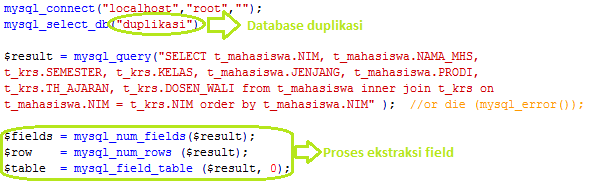 mysql_connect("localhost","root","");
mysql_select_db("duplikasi") Database duplikasi
$result = mysql_query("SELECT t_mahasiswa.NIM, t_mahasiswa.NAMA_MHS,
t_krs.SEMESTER, t_krs.KELAS, t_mahasiswa.JENJANG, t_mahasiswa.PRODI,
t_krs.TH_AJARAN, t_krs.DOSEN_WALI from t_mahasiswa inner join t_krs on
t_mahasiswa.NIM = t_krs.NIM order by t_mahasiswa.NIM" ); //or die (mysql_error());
$fields = mysql_num_fields($result);
$row = mysql_num_rows ($result); Proses ekstraksi field
$table = mysql_field_table ($result, 0);